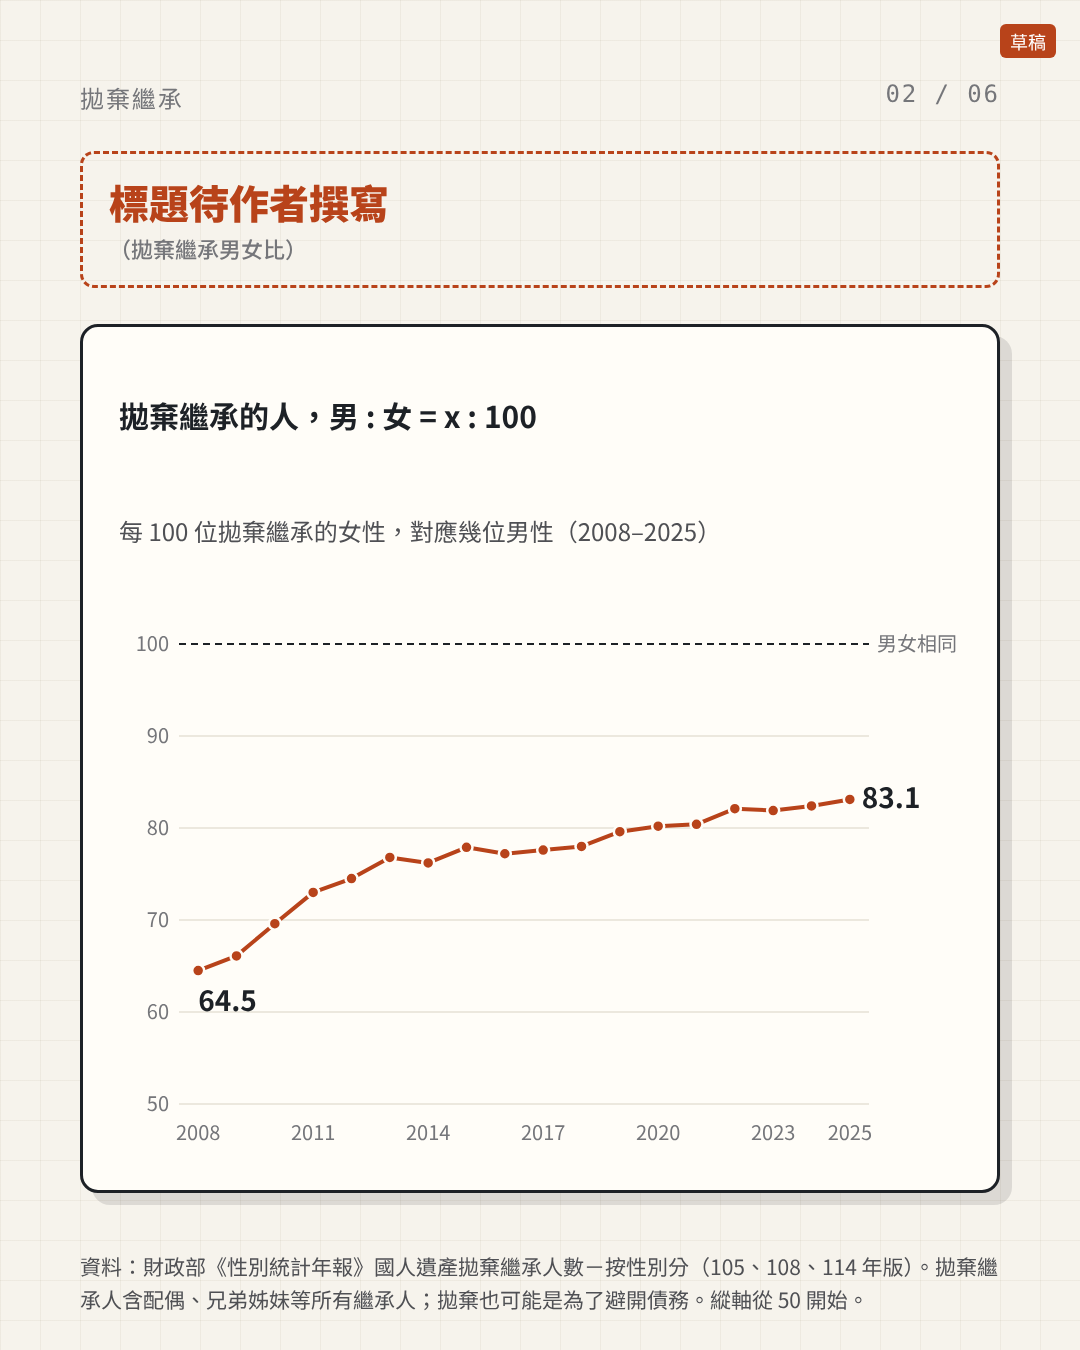 草稿
拋棄繼承
02 / 06
標題待作者撰寫
（拋棄繼承男女比）
拋棄繼承的人，男 : 女 = x : 100
每 100 位拋棄繼承的女性，對應幾位男性（2008–2025）
100
男女相同
90
83.1
80
70
64.5
60
50
2008 2011 2014 2017 2020 2023 2025
資料：財政部《性別統計年報》國人遺產拋棄繼承人數－按性別分（105、108、114 年版）。拋棄繼
承人含配偶、兄弟姊妹等所有繼承人；拋棄也可能是為了避開債務。縱軸從 50 開始。